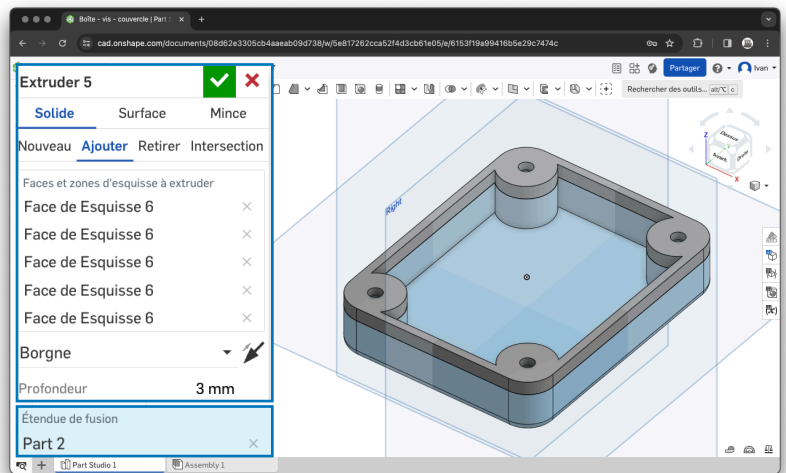 Boîte - vis - couvercle | Part
cad.onshape.com/documents/08d62e3305cb4aaeab09d738/w/5e817262cca52f4d3cb61e05/e/6153f19a99416b5e29c7474c
Partager
Ivan
Rechercher des outils... alt/⌥ c
Extruder 5
Solide Surface Mince
Nouveau Ajouter Retirer Intersection
Faces et zones d'esquisse à extruder
Face de Esquisse 6
Face de Esquisse 6
Face de Esquisse 6
Face de Esquisse 6
Face de Esquisse 6
Borgne
Profondeur 3 mm
Étendue de fusion
Part 2
Right
Z
Dessus
Avant
Droite
Y
X
Part Studio 1
Assembly 1